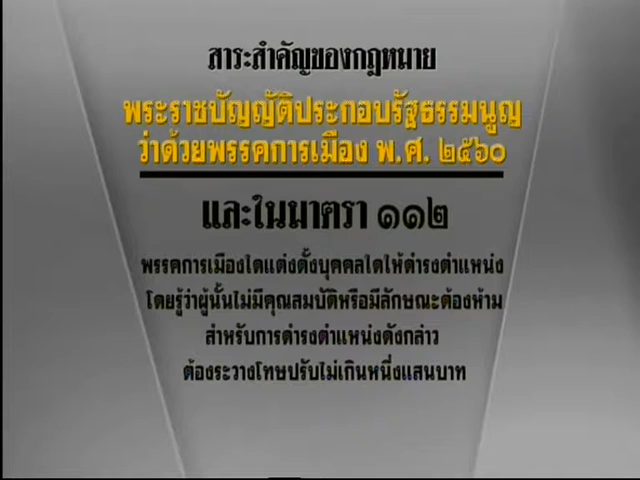 สาระสำคัญของกฎหมาย
พระราชบัญญัติประกอบรัฐธรรมนูญ
ว่าด้วยพรรคการเมือง พ.ศ. ๒๕๖๐
และในมาตรา ๑๑๒
พรรคการเมืองใดแต่งตั้งบุคคลใดให้ดำรงตำแหน่ง
โดยรู้ว่าผู้นั้นไม่มีคุณสมบัติหรือมีลักษณะต้องห้าม
สำหรับการดำรงตำแหน่งดังกล่าว
ต้องระวางโทษปรับไม่เกินหนึ่งแสนบาท